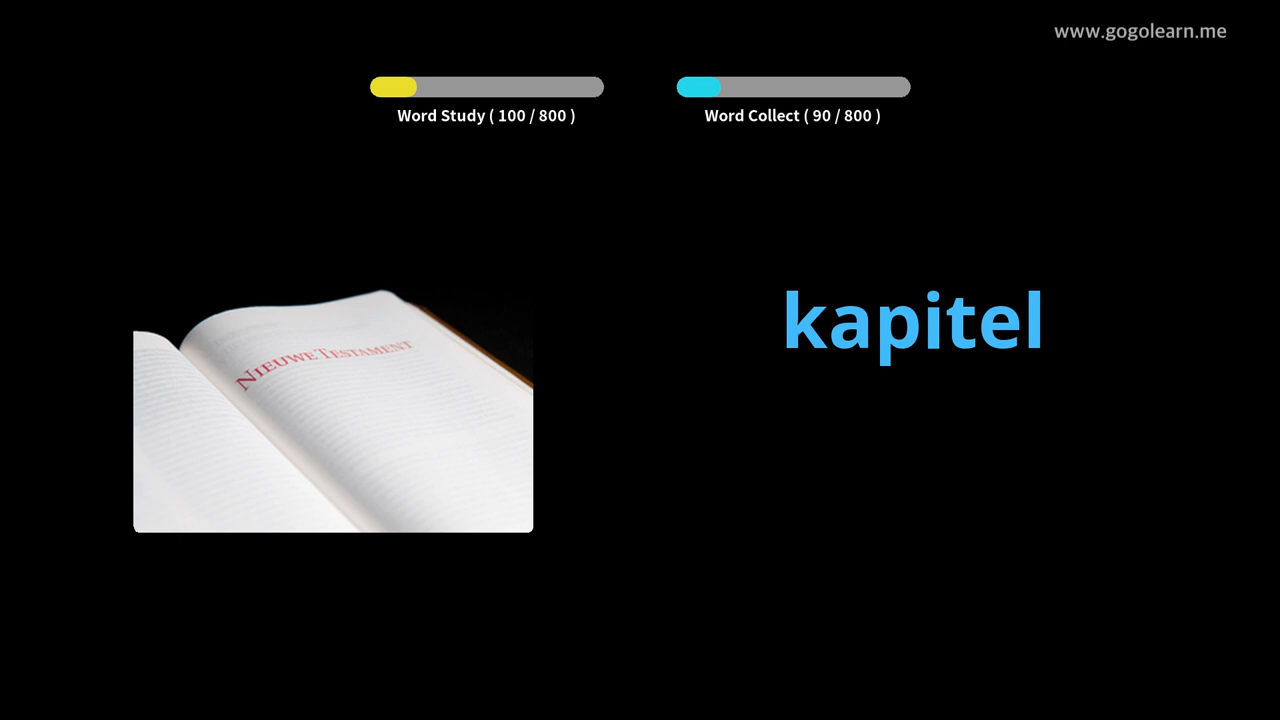 www.gogolearn.me
Word Study ( 100 / 800 )
Word Collect ( 90 / 800 )
kapitel
NIEUWE TESTAMENT